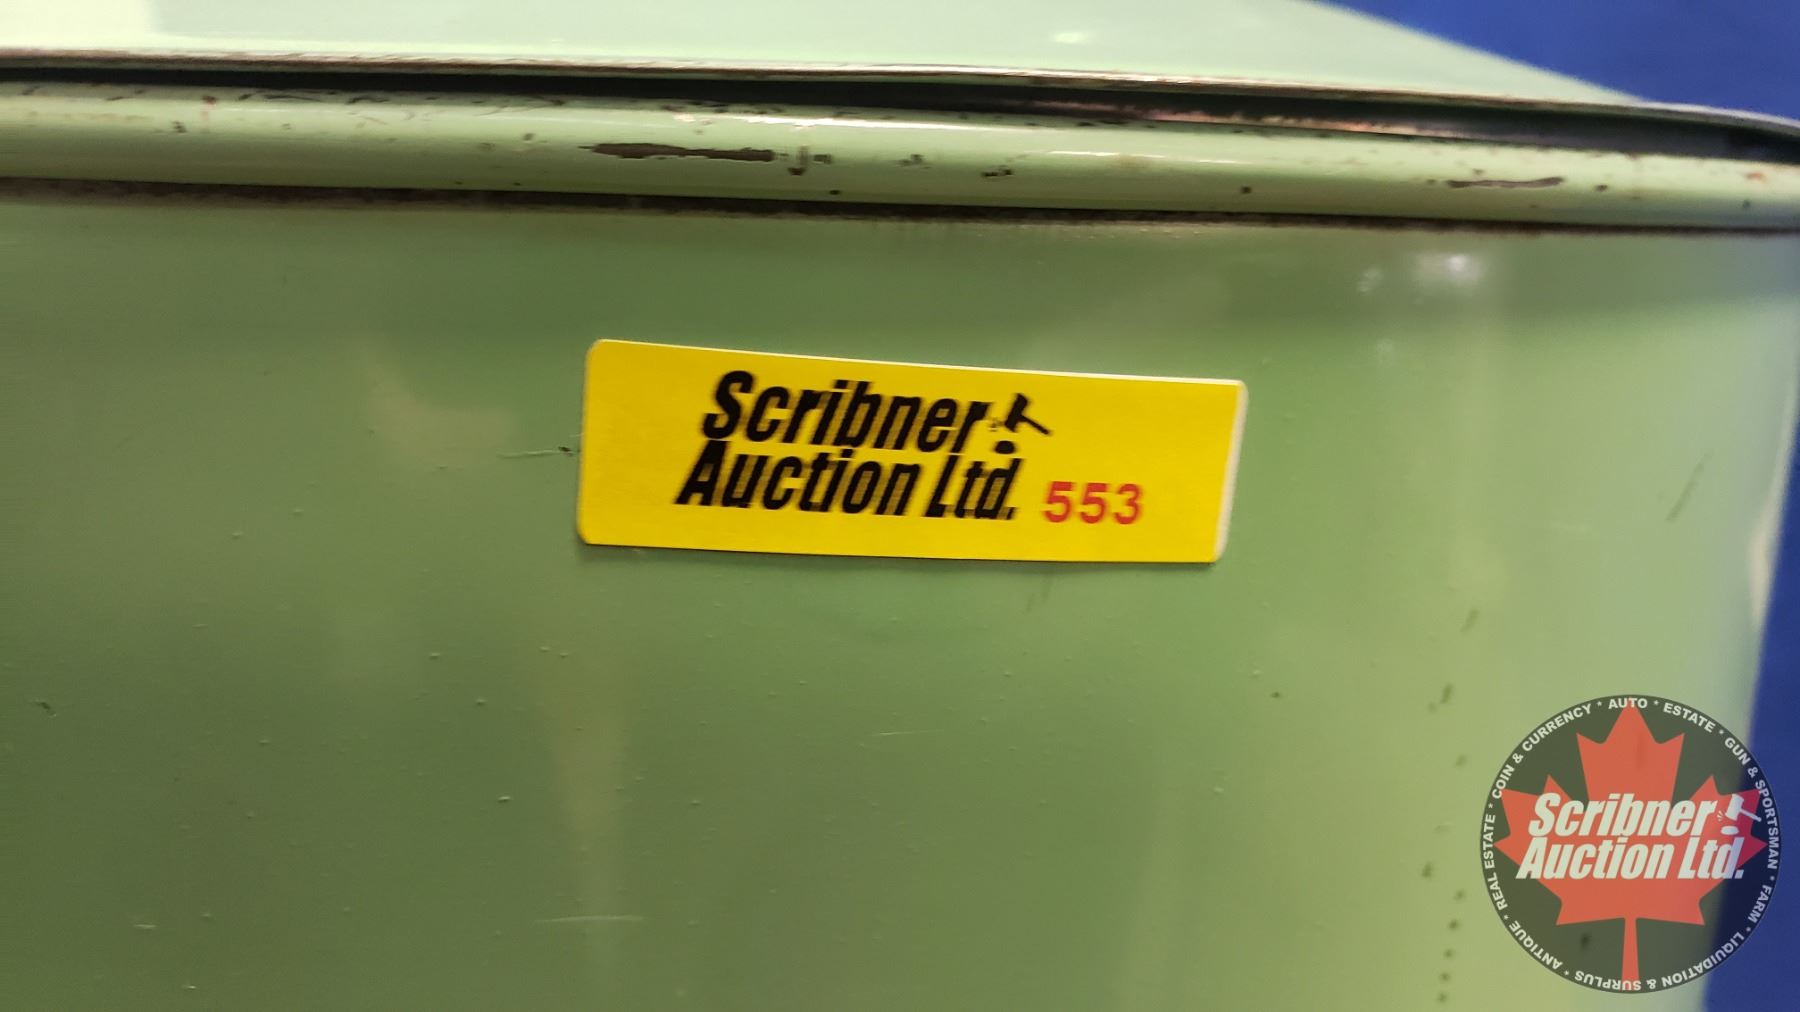 Scribner
Auction Ltd. 553
COIN & CURRENCY * AUTO * ESTATE * GUN & SPORTSMAN * FARM * LIQUIDATION & SURPLUS * ANTIQUE * REAL ESTATE *
Scribner
Auction Ltd.